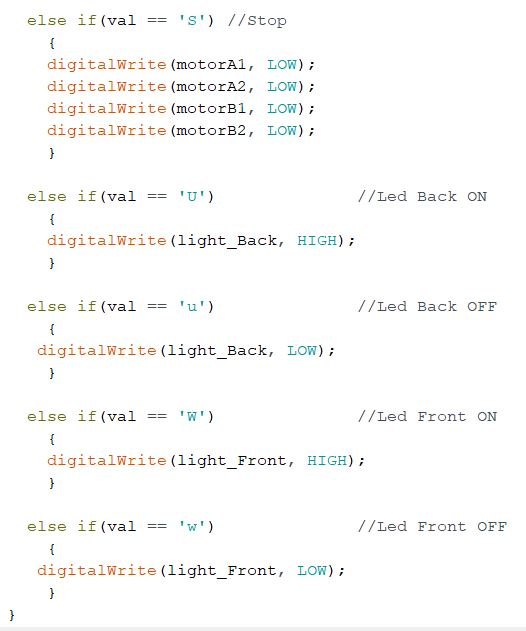 else if(val == 'S') //Stop
{
digitalWrite(motorA1, LOW);
digitalWrite(motorA2, LOW);
digitalWrite(motorB1, LOW);
digitalWrite(motorB2, LOW);
}
else if(val == 'U') //Led Back ON
{
digitalWrite(light_Back, HIGH);
}
else if(val == 'u') //Led Back OFF
{
digitalWrite(light_Back, LOW);
}
else if(val == 'W') //Led Front ON
{
digitalWrite(light_Front, HIGH);
}
else if(val == 'w') //Led Front OFF
{
digitalWrite(light_Front, LOW);
}
}